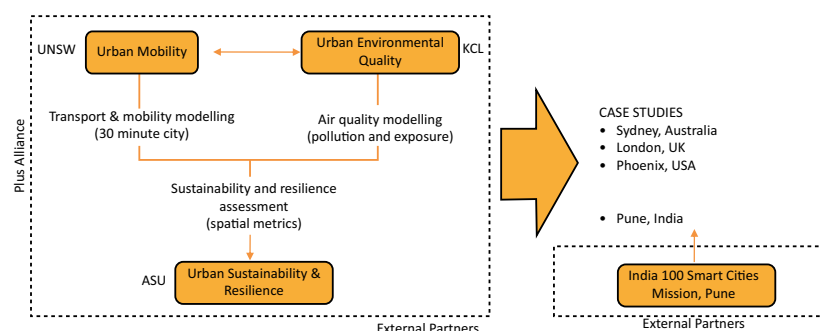 UNSW
Urban Mobility
Urban Environmental
Quality
KCL
Transport & mobility modelling
(30 minute city)
Air quality modelling
(pollution and exposure)
Plus Alliance
Sustainability and resilience
assessment
(spatial metrics)
ASU
Urban Sustainability &
Resilience
External Partners
CASE STUDIES
• Sydney, Australia
• London, UK
• Phoenix, USA
• Pune, India
India 100 Smart Cities
Mission, Pune
External Partners